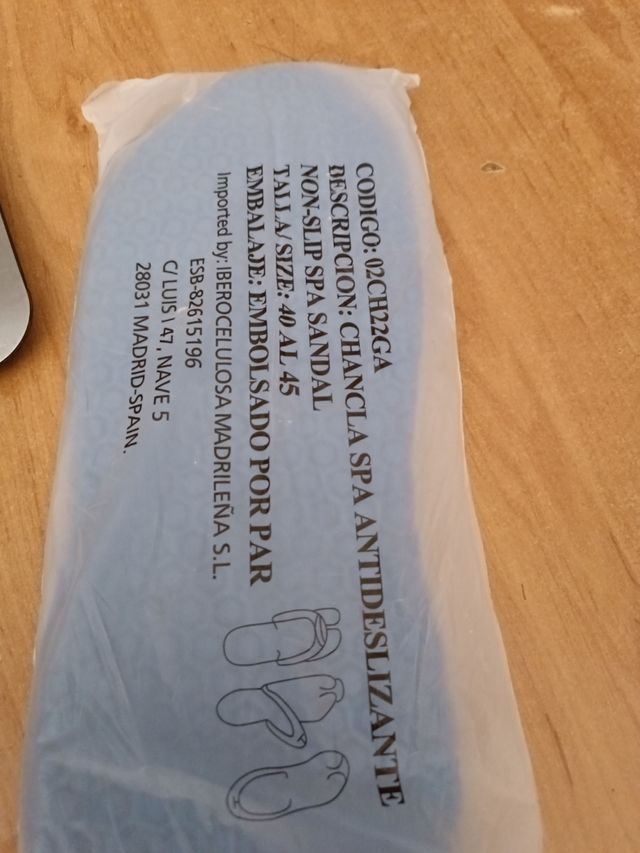 CODIGO: 02CH22GA
DESCRIPCION: CHANCLA SPA ANTIDESLIZANTE
NON-SLIP SPA SANDAL
TALLA/ SIZE: 40 AL 45
EMBALAJE: EMBOLSADO POR PAR
Imported by: IBEROCELULOSA MADRILEÑA S.L.
ESB-82615196
C/ LUIS I 47, NAVE 5
28031 MADRID-SPAIN.